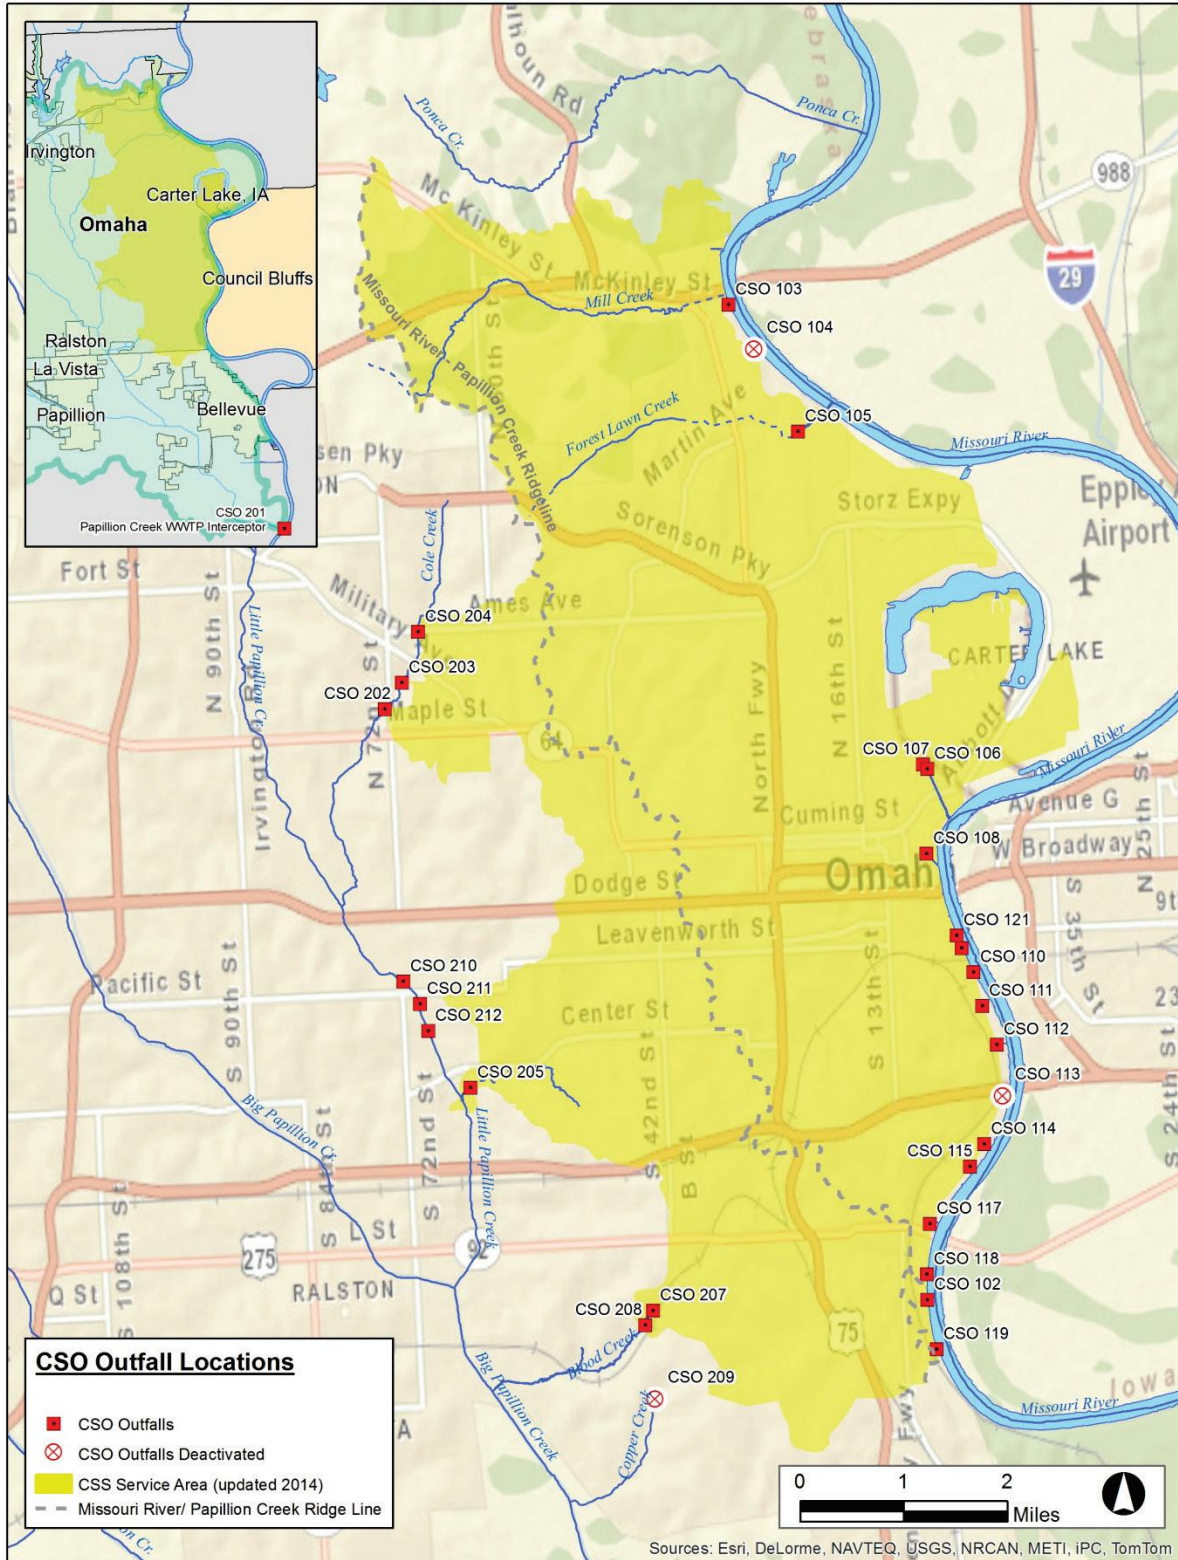 Irvington
Carter Lake, IA
Omaha
Council Bluffs
Ralston
La Vista
Papillion
Bellevue
CSO 201
Papillion Creek WWTP Interceptor
Ponca Cr.
Ponca Cr.
988
29
Mc Kinley St
McKinley St
Mill Creek
CSO 103
CSO 104
Missouri River - Papillion Creek Ridgeline
CSO 105
Forest Lawn Creek
Martin Ave
Missouri River
Storz Expy
Sorenson Pky
Airport
Cole Creek
Fort St
Military Ave
Ames Ave
N 90th St
CSO 204
CSO 203
CSO 202
N 72nd St
Maple St
64
North Fwy
N 16th St
CARTER LAKE
Little Papillion Cr.
CSO 107
CSO 106
Missouri River
Cuming St
Avenue G
W Broadway
N 25th St
CSO 108
Omaha
Dodge St
Leavenworth St
CSO 121
CSO 110
S 35th St
Pacific St
S 90th St
CSO 210
CSO 211
CSO 212
Center St
S 13th St
CSO 111
CSO 112
CSO 113
S 24th St
CSO 205
S 42nd St
Big Papillion Cr.
S 84th St
S 72nd St
Little Papillion Creek
CSO 114
CSO 115
B St
CSO 117
L St
275
92
S 108th St
Q St
RALSTON
CSO 118
CSO 102
CSO 207
CSO 208
Blood Creek
75
CSO 119
CSO 209
Copper Creek
Big Papillion Creek
Iowa
Missouri River
Fwy
CSO Outfall Locations
CSO Outfalls
CSO Outfalls Deactivated
CSS Service Area (updated 2014)
Missouri River/ Papillion Creek Ridge Line
0 1 2
Miles
Sources: Esri, DeLorme, NAVTEQ, USGS, NRCAN, METI, iPC, TomTom